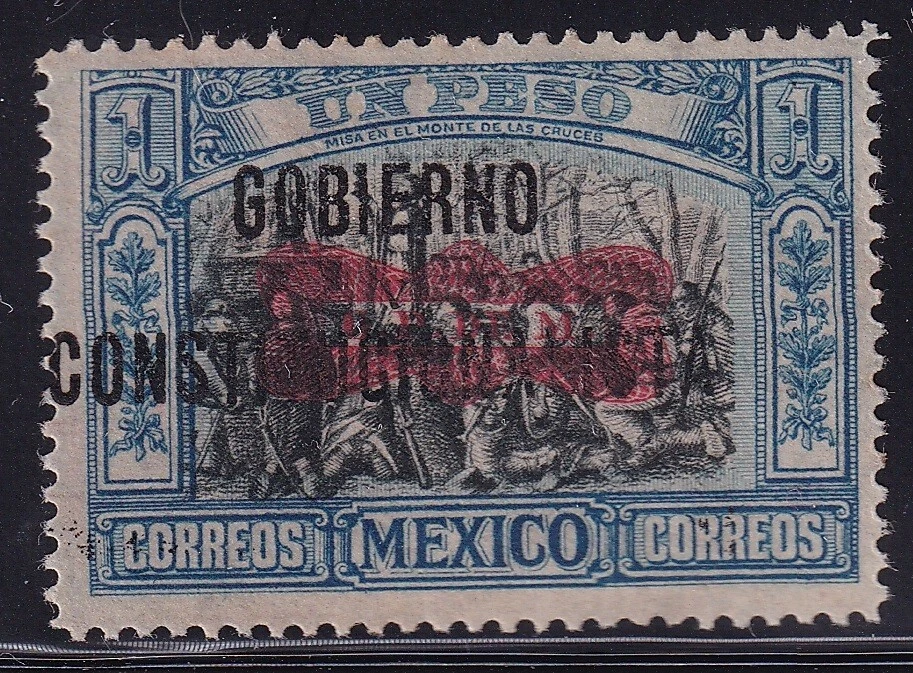 1 UN PESO 1
MISA EN EL MONTE DE LAS CRUCES
GOBIERNO
CORREOS MEXICO CORREOS